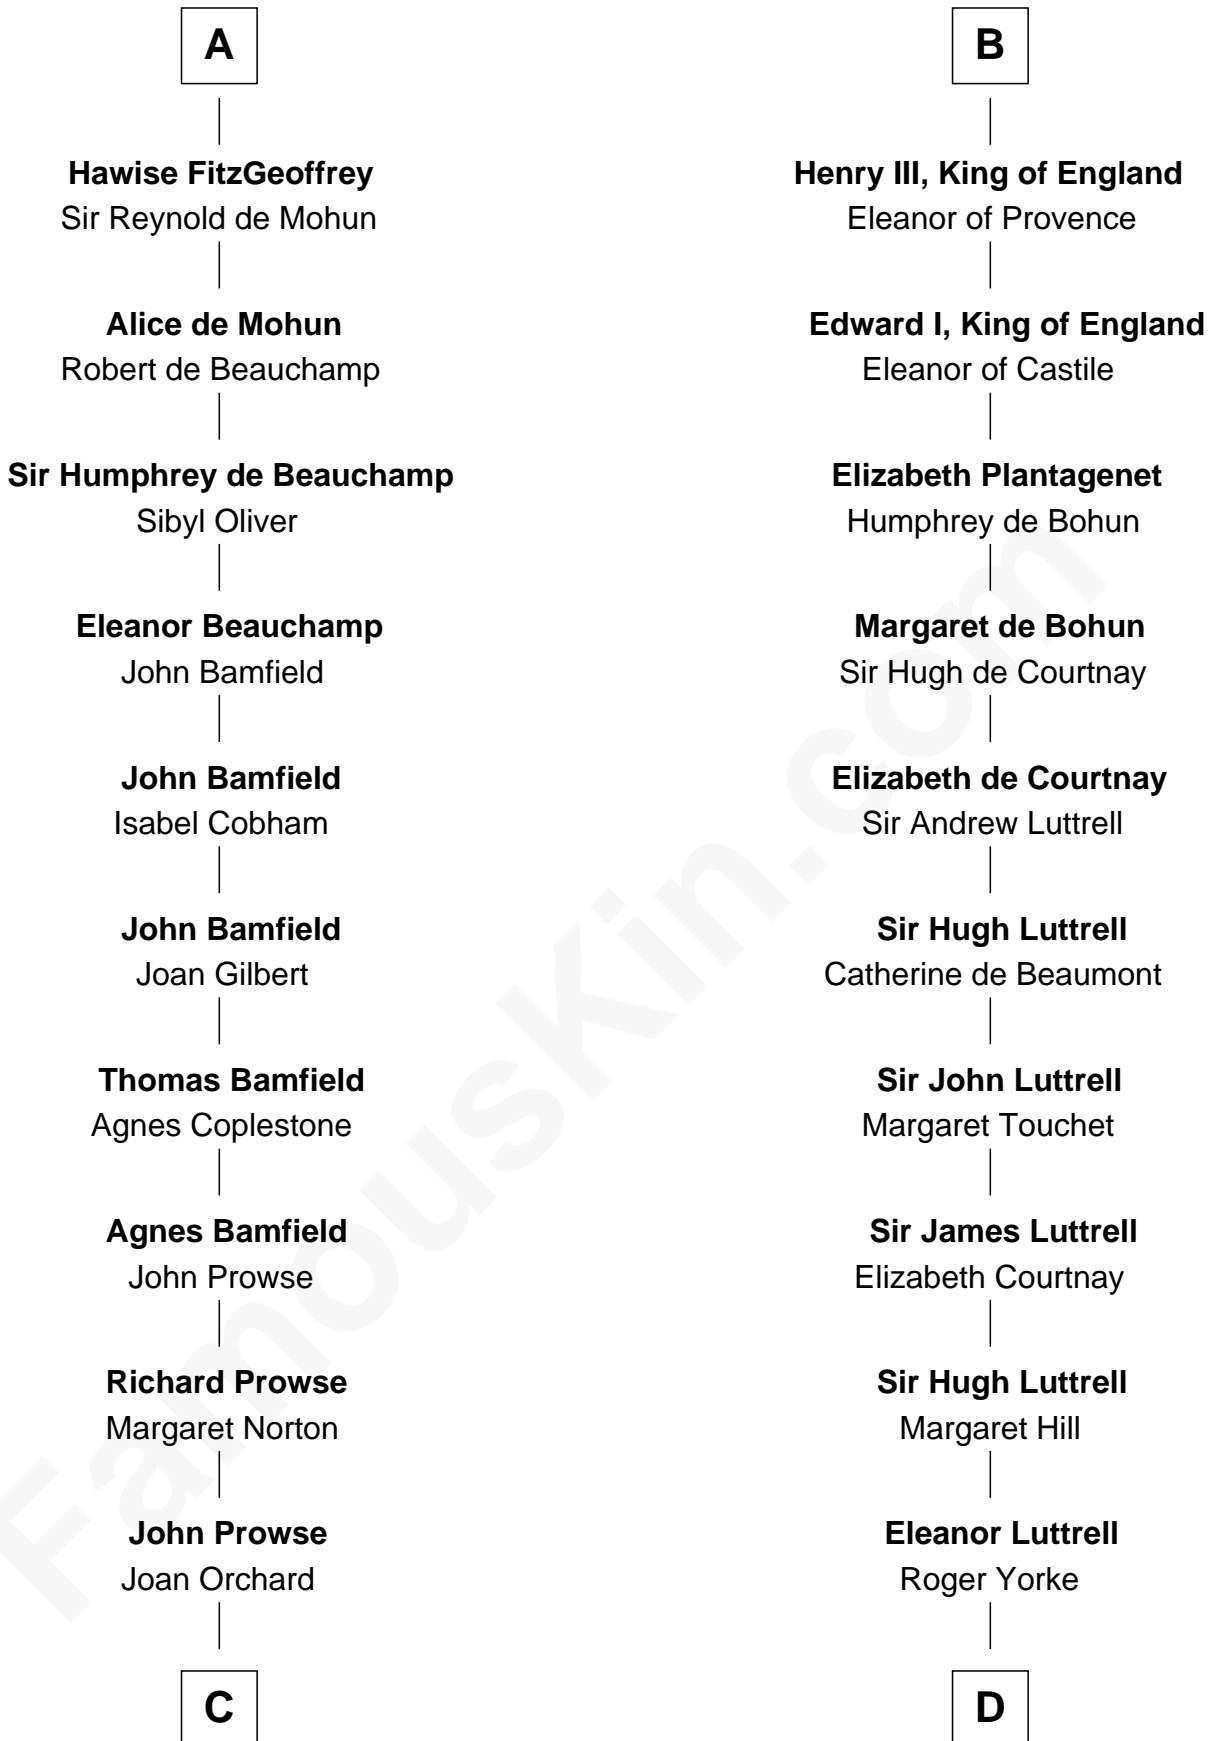 A
Hawise FitzGeoffrey
Sir Reynold de Mohun
Alice de Mohun
Robert de Beauchamp
Sir Humphrey de Beauchamp
Sibyl Oliver
Eleanor Beauchamp
John Bamfield
John Bamfield
Isabel Cobham
John Bamfield
Joan Gilbert
Thomas Bamfield
Agnes Coplestone
Agnes Bamfield
John Prowse
Richard Prowse
Margaret Norton
John Prowse
Joan Orchard
C
B
Henry III, King of England
Eleanor of Provence
Edward I, King of England
Eleanor of Castile
Elizabeth Plantagenet
Humphrey de Bohun
Margaret de Bohun
Sir Hugh de Courtnay
Elizabeth de Courtnay
Sir Andrew Luttrell
Sir Hugh Luttrell
Catherine de Beaumont
Sir John Luttrell
Margaret Touchet
Sir James Luttrell
Elizabeth Courtnay
Sir Hugh Luttrell
Margaret Hill
Eleanor Luttrell
Roger Yorke
D
FamousKin.com